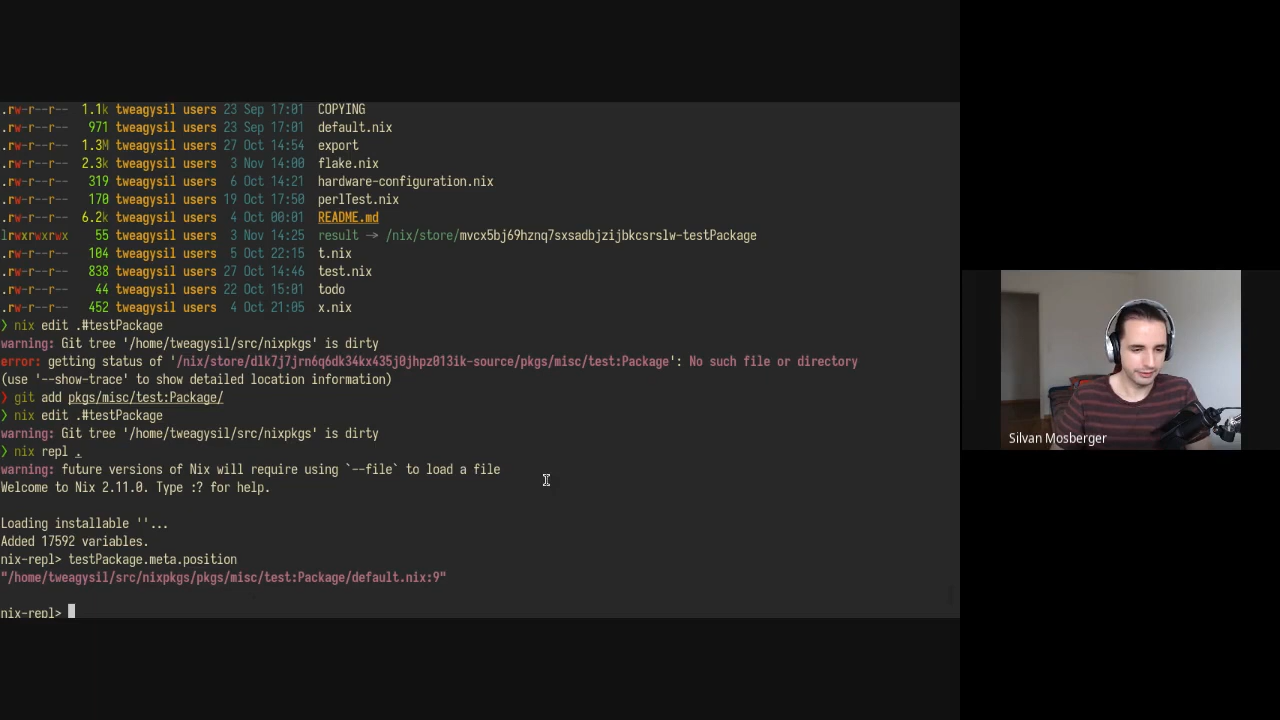 .rw-r--r-- 1.1k tweagysil users 23 Sep 17:01 COPYING
.rw-r--r-- 971 tweagysil users 23 Sep 17:01 default.nix
.rw-r--r-- 1.3M tweagysil users 27 Oct 14:54 export
.rw-r--r-- 2.3k tweagysil users 3 Nov 14:00 flake.nix
.rw-r--r-- 319 tweagysil users 6 Oct 14:21 hardware-configuration.nix
.rw-r--r-- 170 tweagysil users 19 Oct 17:50 perlTest.nix
.rw-r--r-- 6.2k tweagysil users 4 Oct 00:01 README.md
lrwxrwxrwx 55 tweagysil users 3 Nov 14:25 result -> /nix/store/mvcx5bj69hznq7sxsadbjzijbkcsrslw-testPackage
.rw-r--r-- 104 tweagysil users 5 Oct 22:15 t.nix
.rw-r--r-- 838 tweagysil users 27 Oct 14:46 test.nix
.rw-r--r-- 44 tweagysil users 22 Oct 15:01 todo
.rw-r--r-- 452 tweagysil users 4 Oct 21:05 x.nix
❯ nix edit .#testPackage
warning: Git tree '/home/tweagysil/src/nixpkgs' is dirty
error: getting status of '/nix/store/dlk7j7jrn6q6dk34kx435j0jhpz013ik-source/pkgs/misc/test:Package': No such file or directory
(use '--show-trace' to show detailed location information)
❯ git add pkgs/misc/test:Package/
❯ nix edit .#testPackage
warning: Git tree '/home/tweagysil/src/nixpkgs' is dirty
❯ nix repl .
warning: future versions of Nix will require using `--file` to load a file
Welcome to Nix 2.11.0. Type :? for help.
Loading installable ''...
Added 17592 variables.
nix-repl> testPackage.meta.position
"/home/tweagysil/src/nixpkgs/pkgs/misc/test:Package/default.nix:9"
nix-repl>
Silvan Mosberger